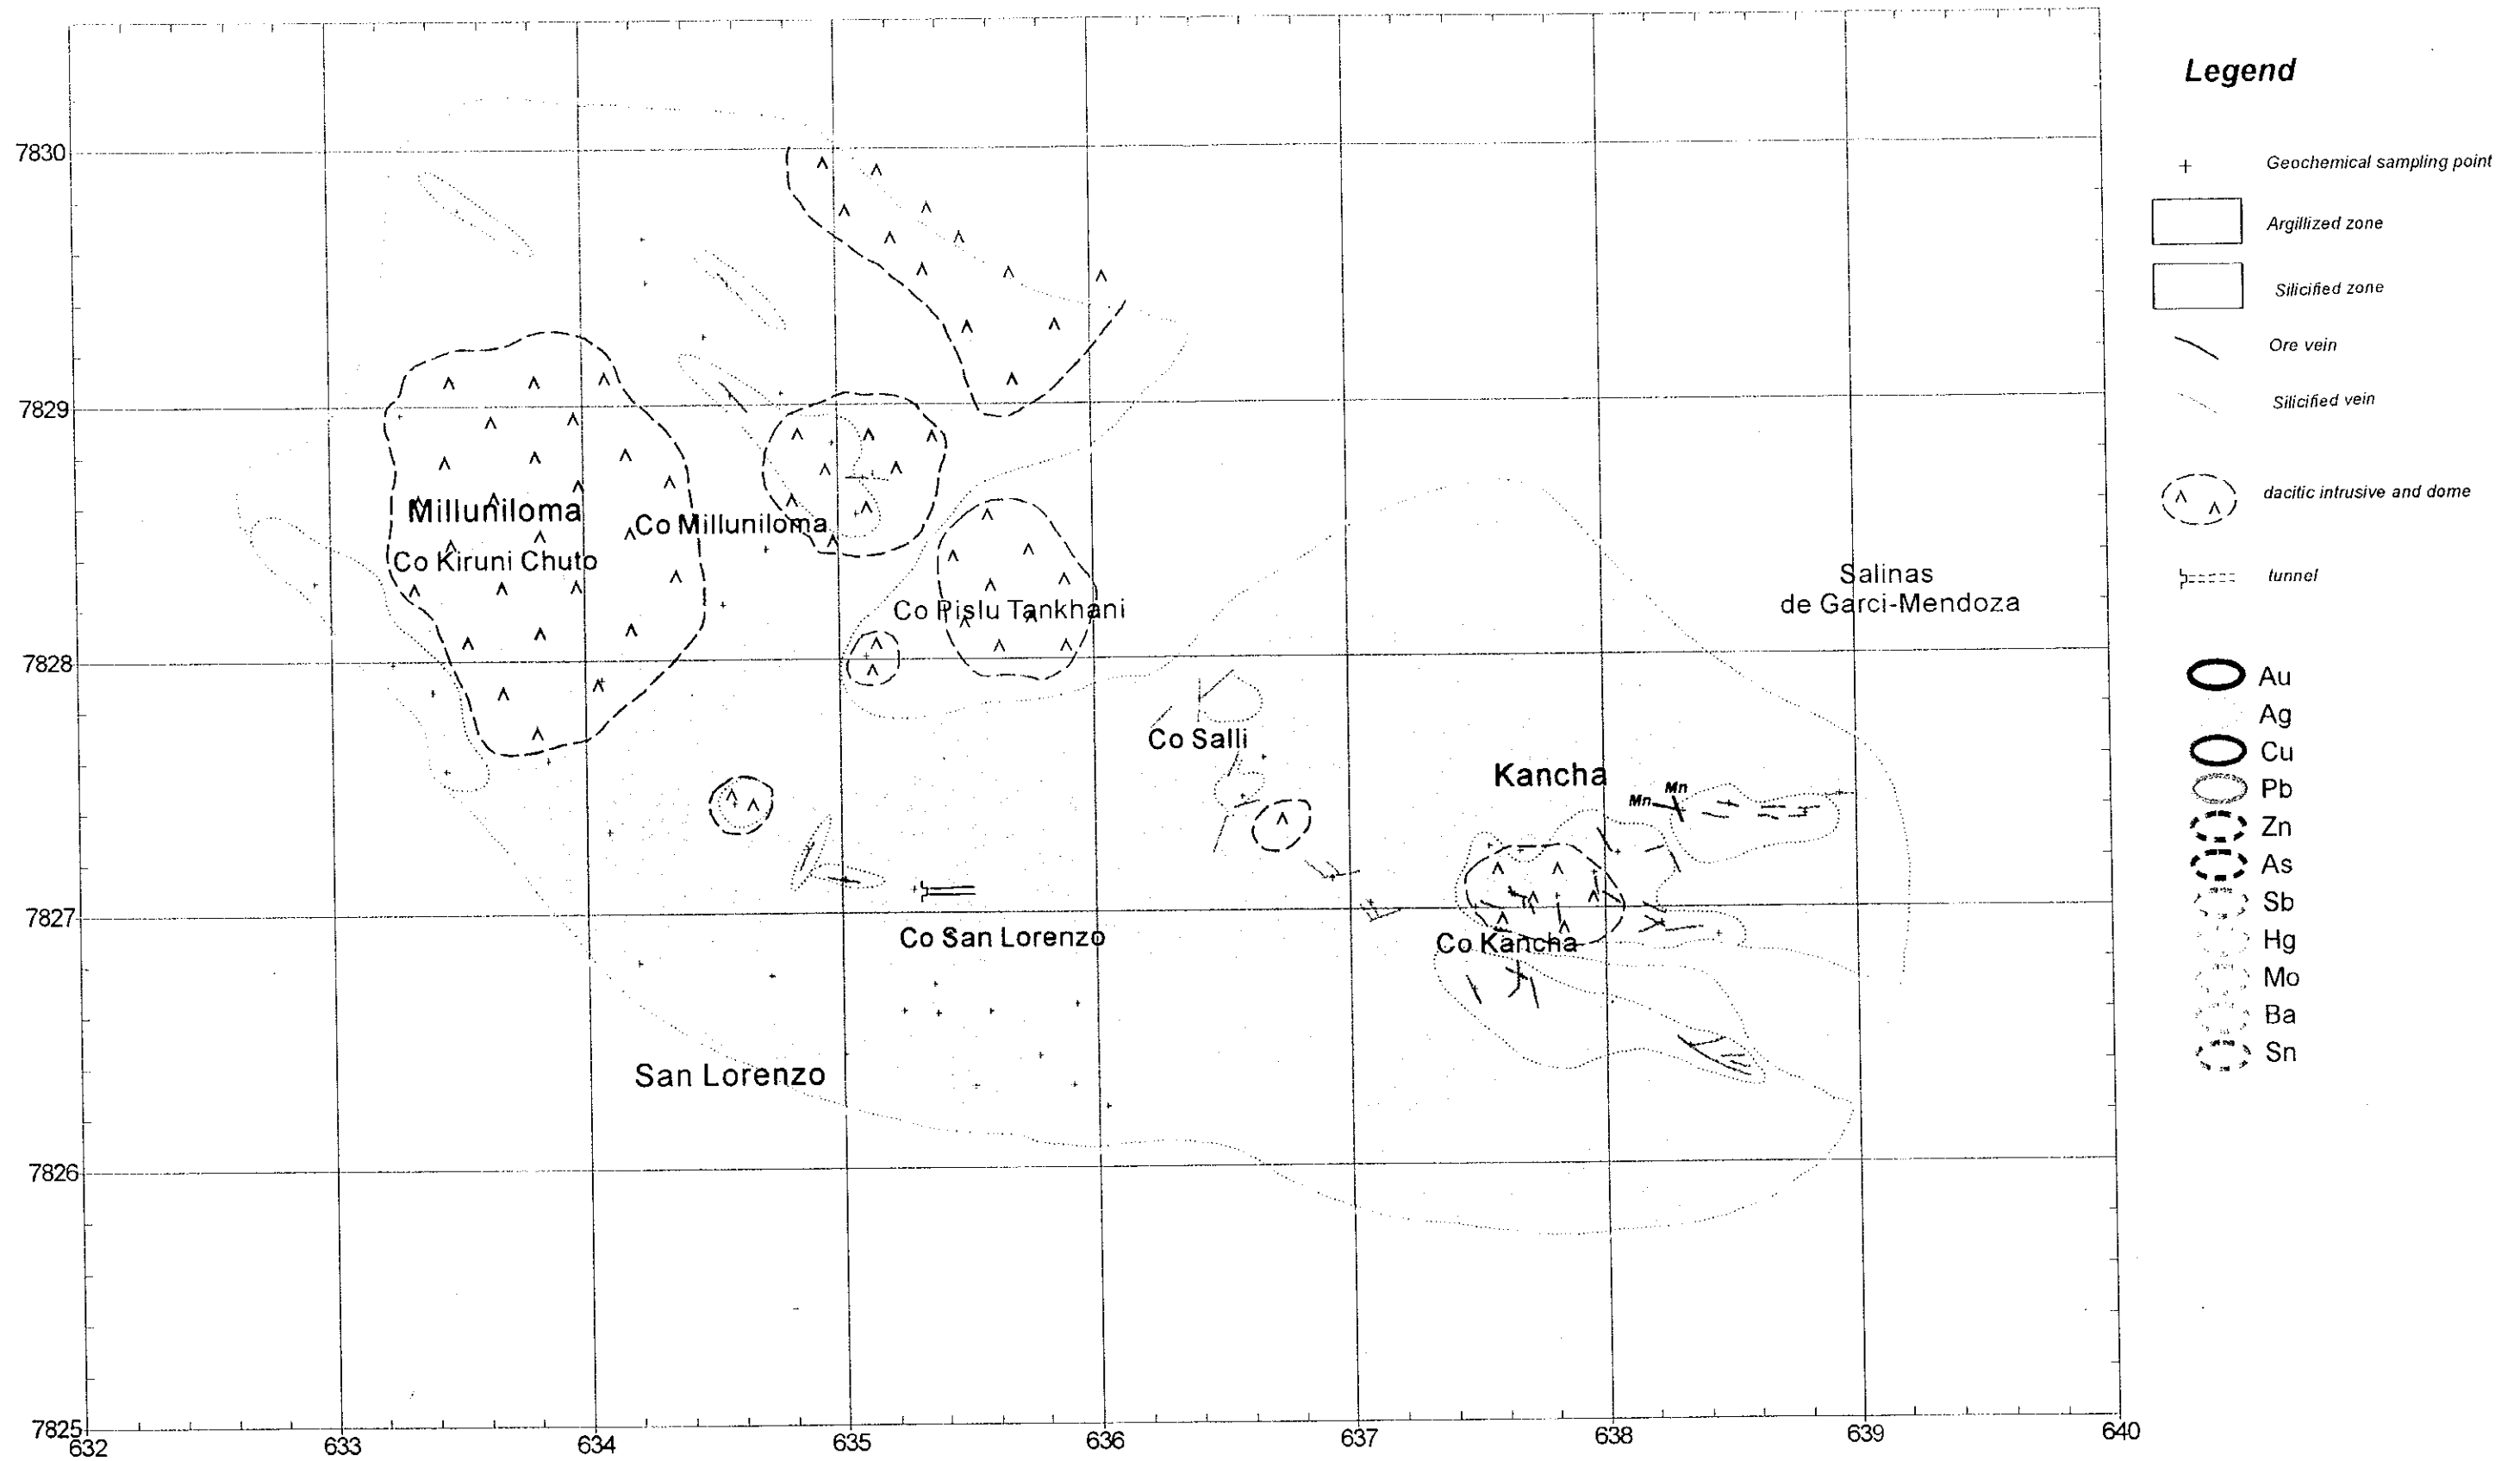 Legend
7830
Geochemical sampling point
Argillized zone
Silicified zone
Ore vein
7829
Silicified vein
dacitic intrusive and dome
Milluniloma
Co Milluniloma
Co Kiruni Chuto
Salinas
de Garci-Mendoza
tunnel
Co Pislu Tankhani
7828
Au
Ag
Co Salli
Cu
Kancha
Pb
Mn
Mn
Zn
As
7827
Sb
Co San Lorenzo
Co Kancha
Hg
Mo
Ba
San Lorenzo
Sn
7826
7825
632
633
634
635
636
637
638
639
640